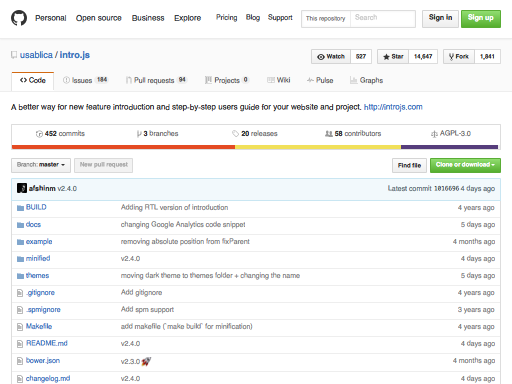 Personal Open source Business Explore Pricing Blog Support This repository Search Sign in Sign up
usablica / intro.js Watch 527 Star 14,647 Fork 1,841
Code Issues 184 Pull requests 94 Projects 0 Wiki Pulse Graphs
A better way for new feature introduction and step-by-step users guide for your website and project. http://introjs.com
452 commits 3 branches 20 releases 58 contributors AGPL-3.0
Branch: master New pull request Find file Clone or download
afshinm v2.4.0 Latest commit 1016696 4 days ago
BUILD Adding RTL version of introduction 4 years ago
docs changing Google Analytics code snippet 5 days ago
example removing absolute position from fixParent 4 months ago
minified v2.4.0 4 days ago
themes moving dark theme to themes folder + changing the name 5 days ago
.gitignore Add gitignore 4 years ago
.spmignore Add spm support 3 years ago
Makefile add makefile (`make build` for minification) 4 years ago
README.md v2.4.0 4 days ago
bower.json v2.3.0 🚀 4 months ago
changelog.md v2.4.0 4 days ago